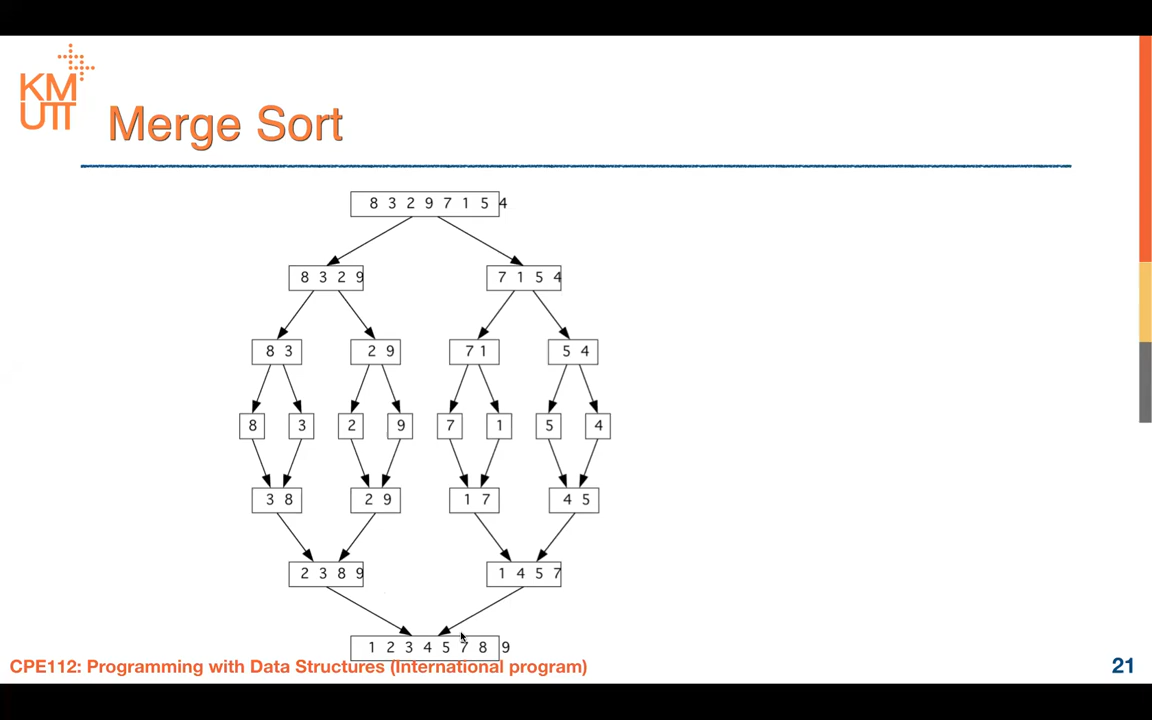 KM
UTT
Merge Sort
8 3 2 9 7 1 5 4
8 3 2 9
7 1 5 4
8 3
2 9
7 1
5 4
8
3
2
9
7
1
5
4
3 8
2 9
1 7
4 5
2 3 8 9
1 4 5 7
1 2 3 4 5 7 8 9
CPE112: Programming with Data Structures (International program)
21